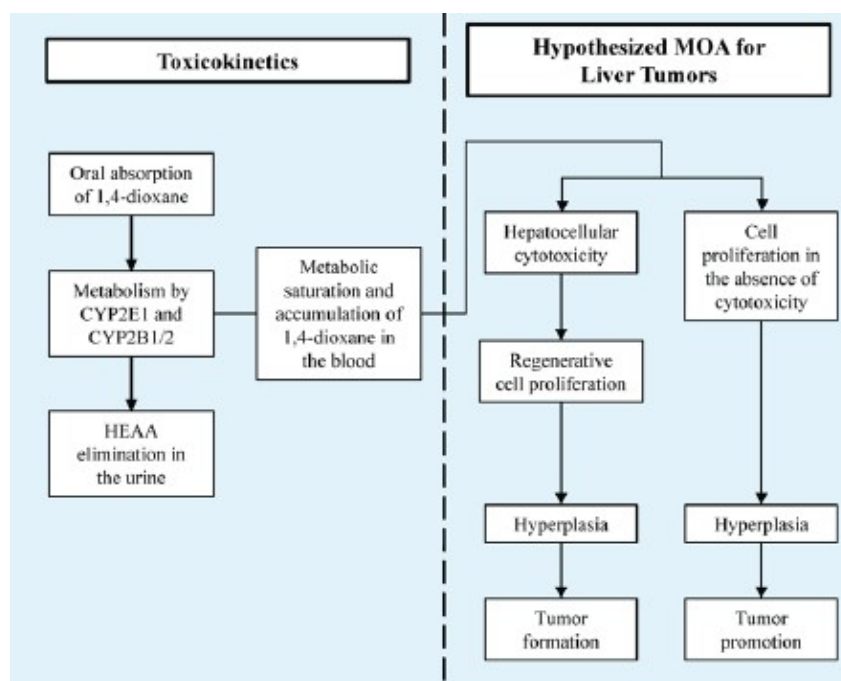 Toxicokinetics
Hypothesized MOA for
Liver Tumors
Oral absorption
of 1,4-dioxane
Metabolism by
CYP2E1 and
CYP2B1/2
HEAA
elimination in
the urine
Metabolic
saturation and
accumulation of
1,4-dioxane in
the blood
Hepatocellular
cytotoxicity
Regenerative
cell proliferation
Hyperplasia
Tumor
formation
Cell
proliferation in
the absence of
cytotoxicity
Hyperplasia
Tumor
promotion